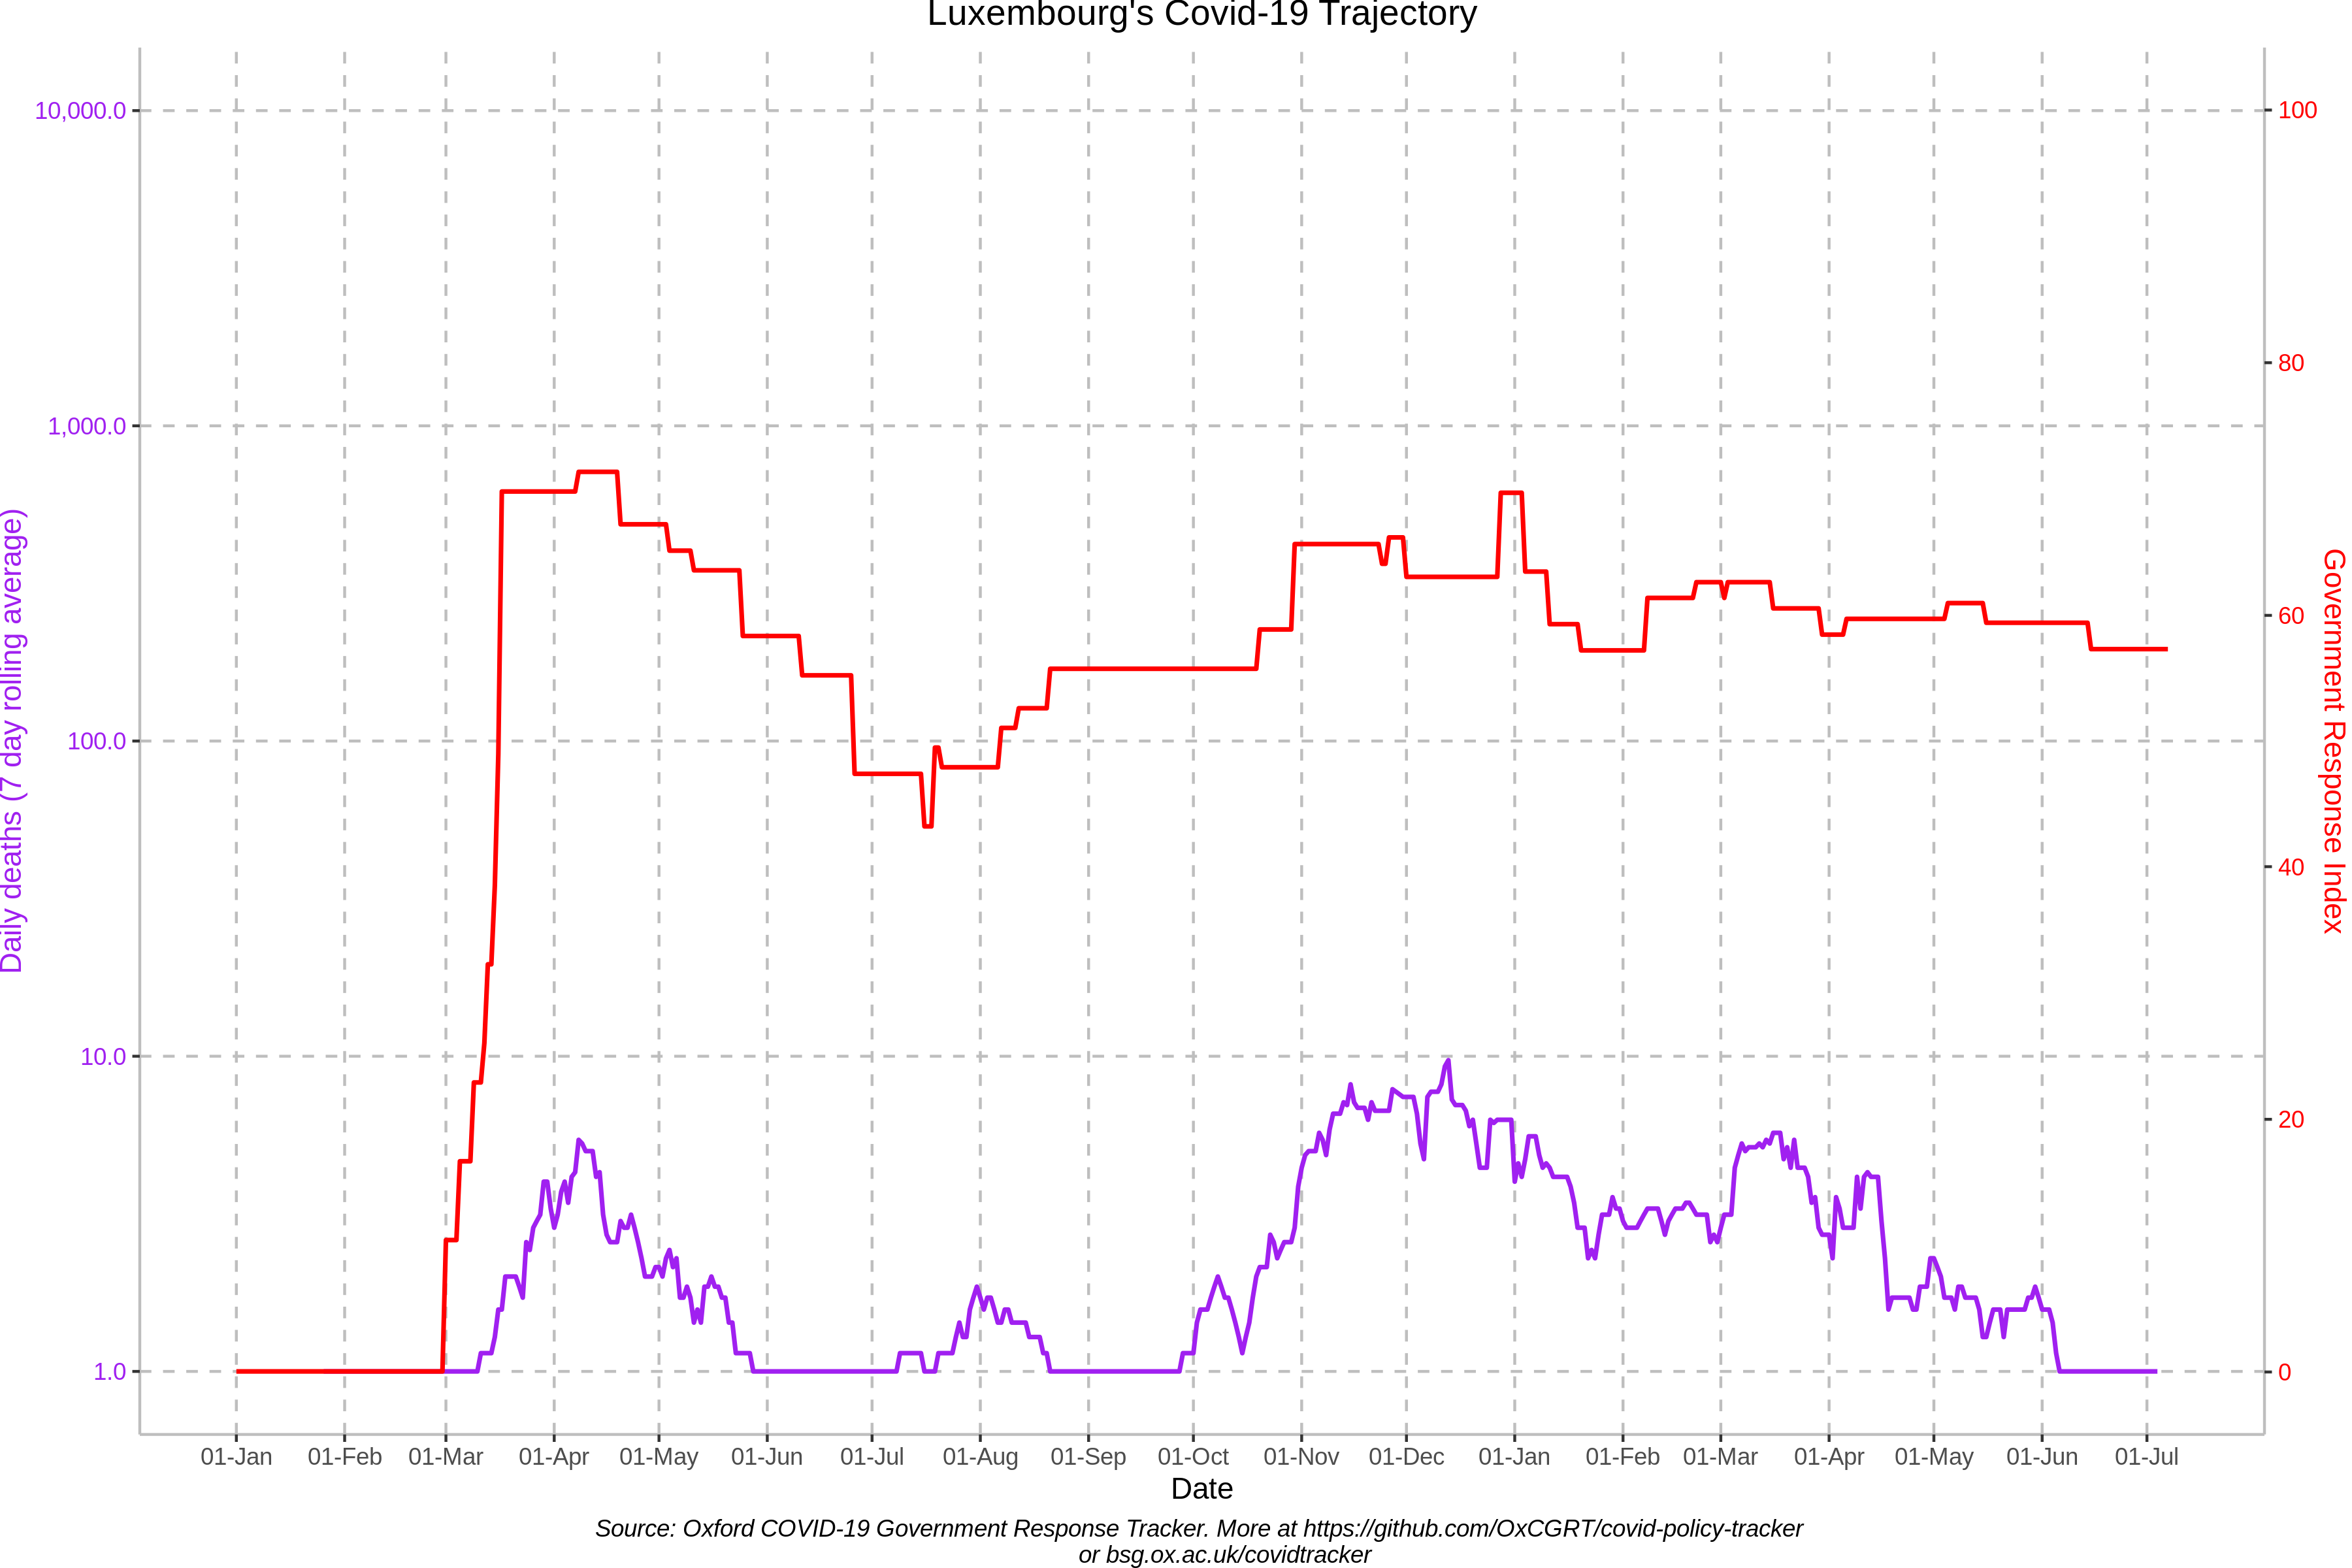 Luxembourg's Covid-19 Trajectory
Daily deaths (7 day rolling average)
10,000.0
1,000.0
100.0
10.0
1.0
100
80
60
40
20
0
Government Response Index
01-Jan 01-Feb 01-Mar 01-Apr 01-May 01-Jun 01-Jul 01-Aug 01-Sep 01-Oct 01-Nov 01-Dec 01-Jan 01-Feb 01-Mar 01-Apr 01-May 01-Jun 01-Jul
Date
Source: Oxford COVID-19 Government Response Tracker. More at https://github.com/OxCGRT/covid-policy-tracker
or bsg.ox.ac.uk/covidtracker